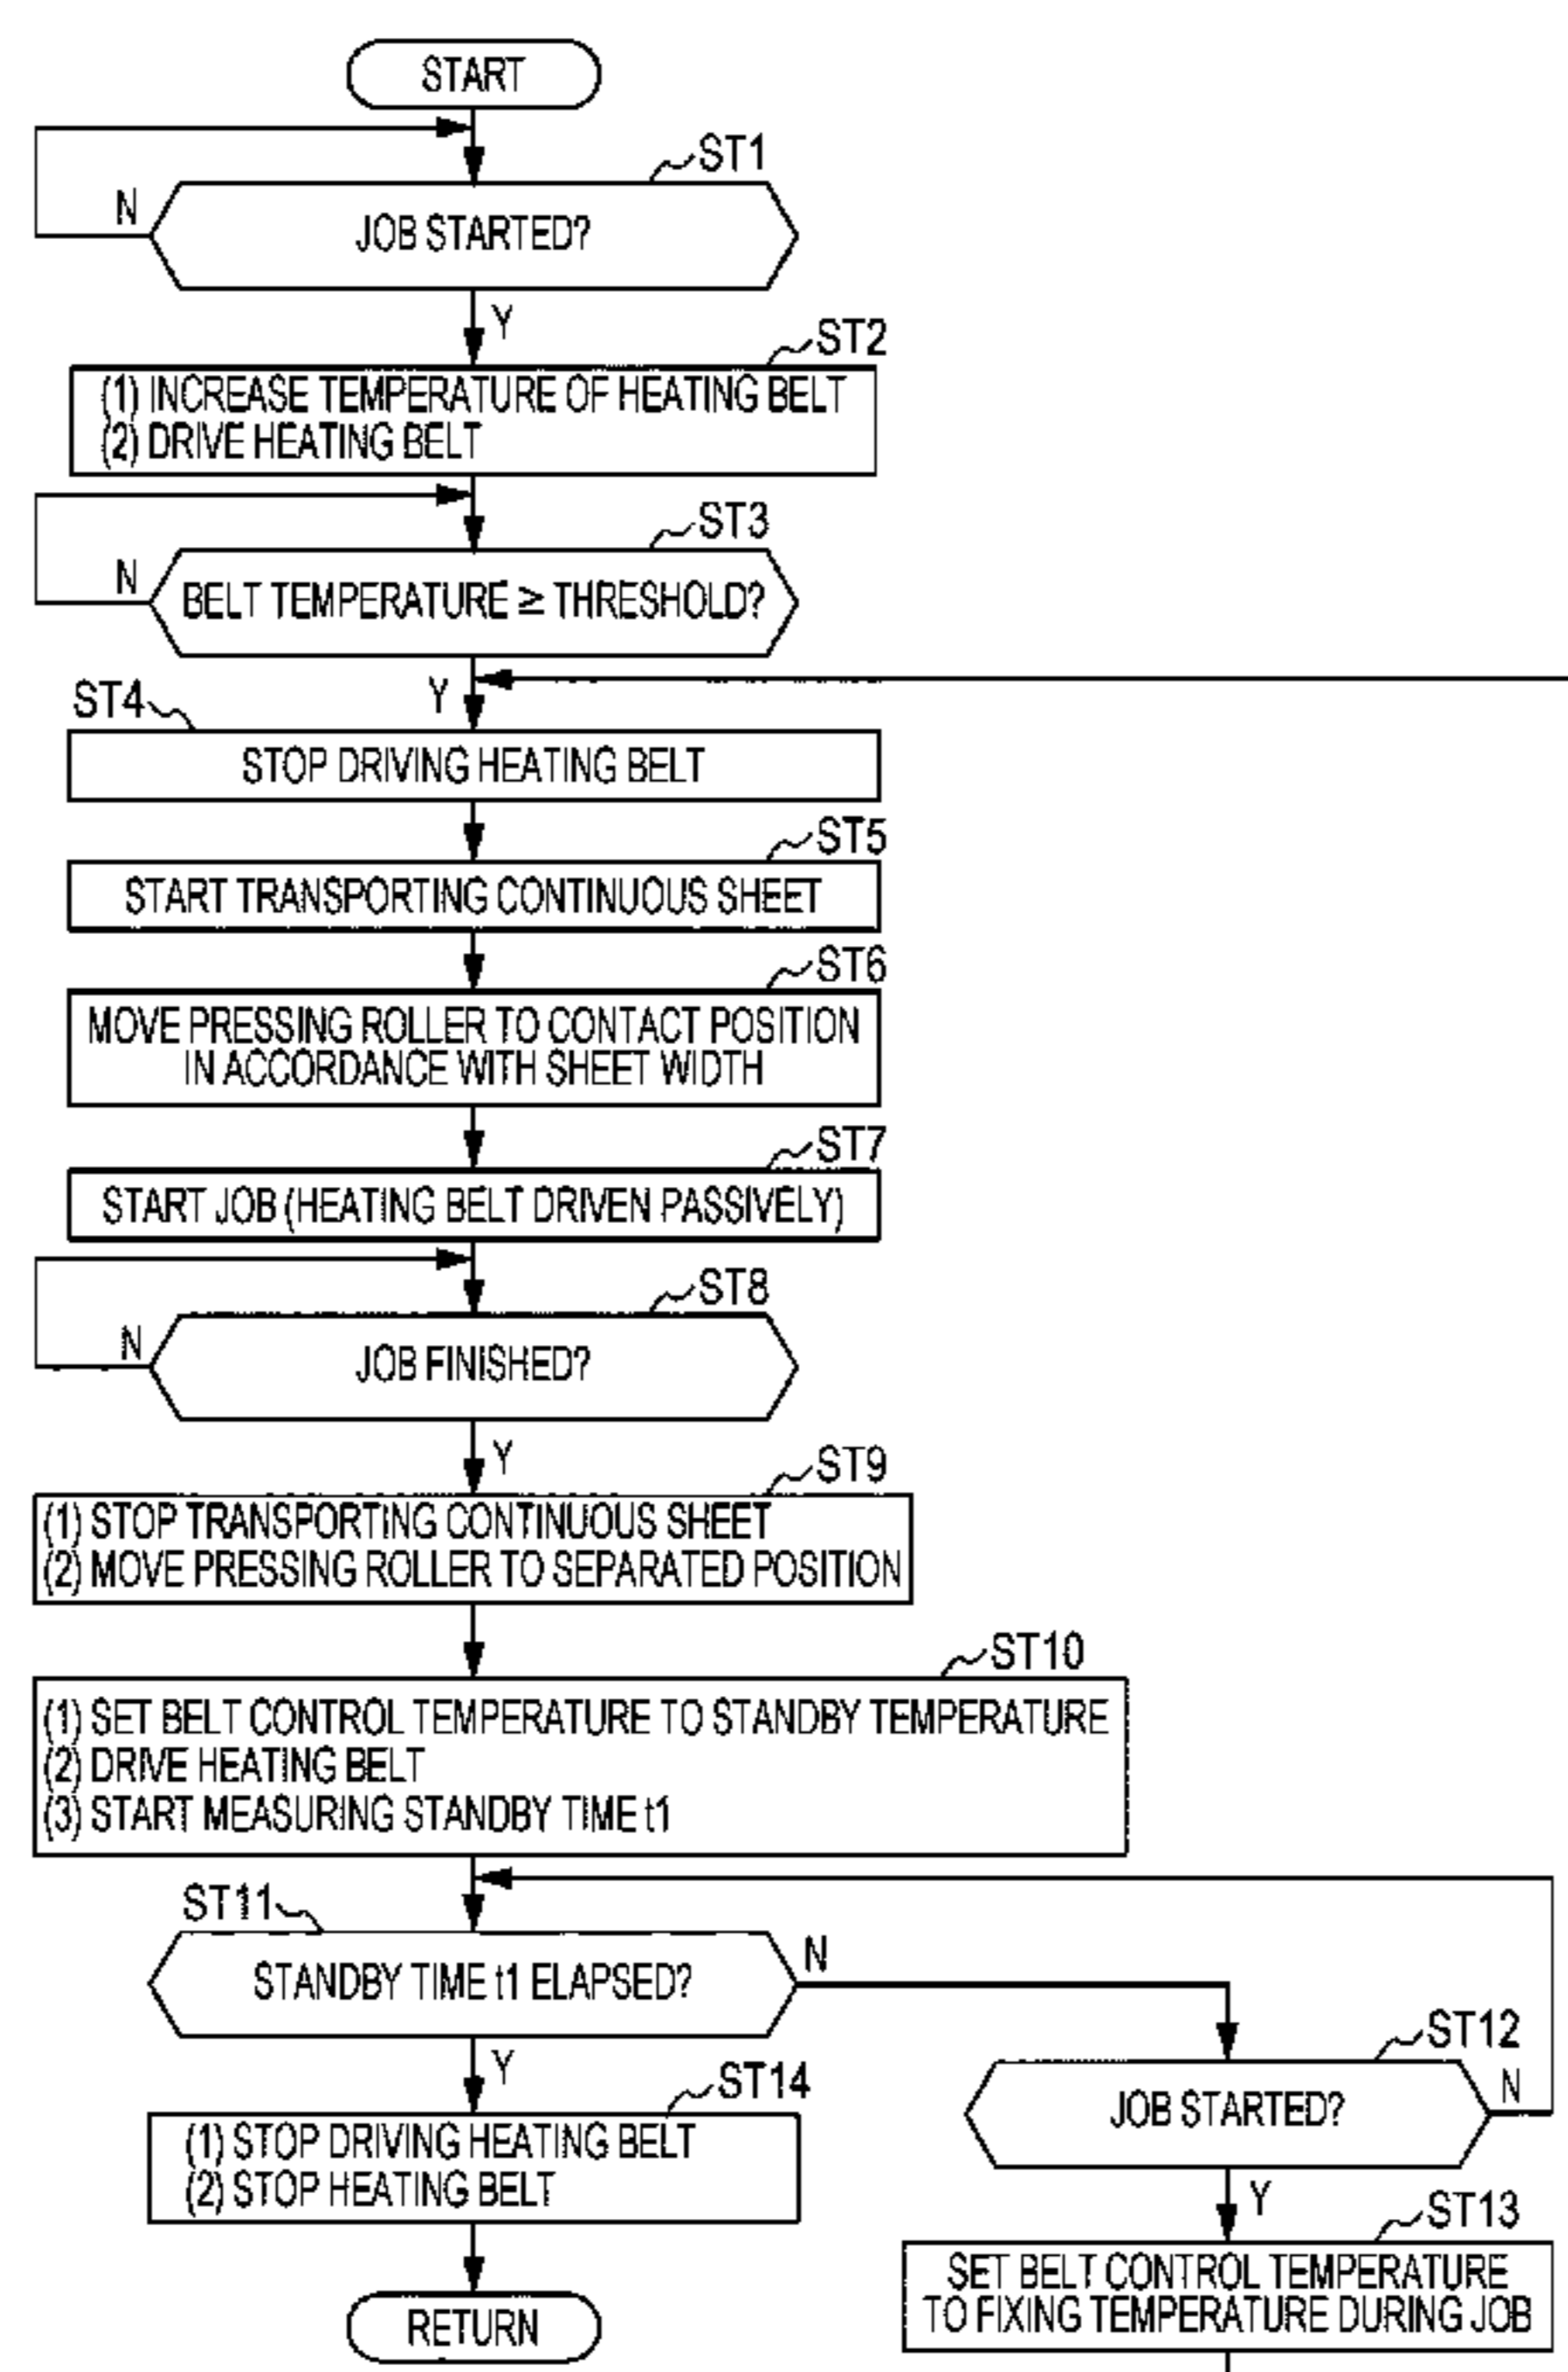 START
ST1
N
JOB STARTED?
Y
ST2
(1) INCREASE TEMPERATURE OF HEATING BELT
(2) DRIVE HEATING BELT
ST3
N
BELT TEMPERATURE ≥ THRESHOLD?
Y
ST4
STOP DRIVING HEATING BELT
ST5
START TRANSPORTING CONTINUOUS SHEET
ST6
MOVE PRESSING ROLLER TO CONTACT POSITION
IN ACCORDANCE WITH SHEET WIDTH
ST7
START JOB (HEATING BELT DRIVEN PASSIVELY)
ST8
N
JOB FINISHED?
Y
ST9
(1) STOP TRANSPORTING CONTINUOUS SHEET
(2) MOVE PRESSING ROLLER TO SEPARATED POSITION
ST10
(1) SET BELT CONTROL TEMPERATURE TO STANDBY TEMPERATURE
(2) DRIVE HEATING BELT
(3) START MEASURING STANDBY TIME t1
ST11
STANDBY TIME t1 ELAPSED?
N
Y
ST12
JOB STARTED?
N
Y
ST14
(1) STOP DRIVING HEATING BELT
(2) STOP HEATING BELT
ST13
SET BELT CONTROL TEMPERATURE
TO FIXING TEMPERATURE DURING JOB
RETURN